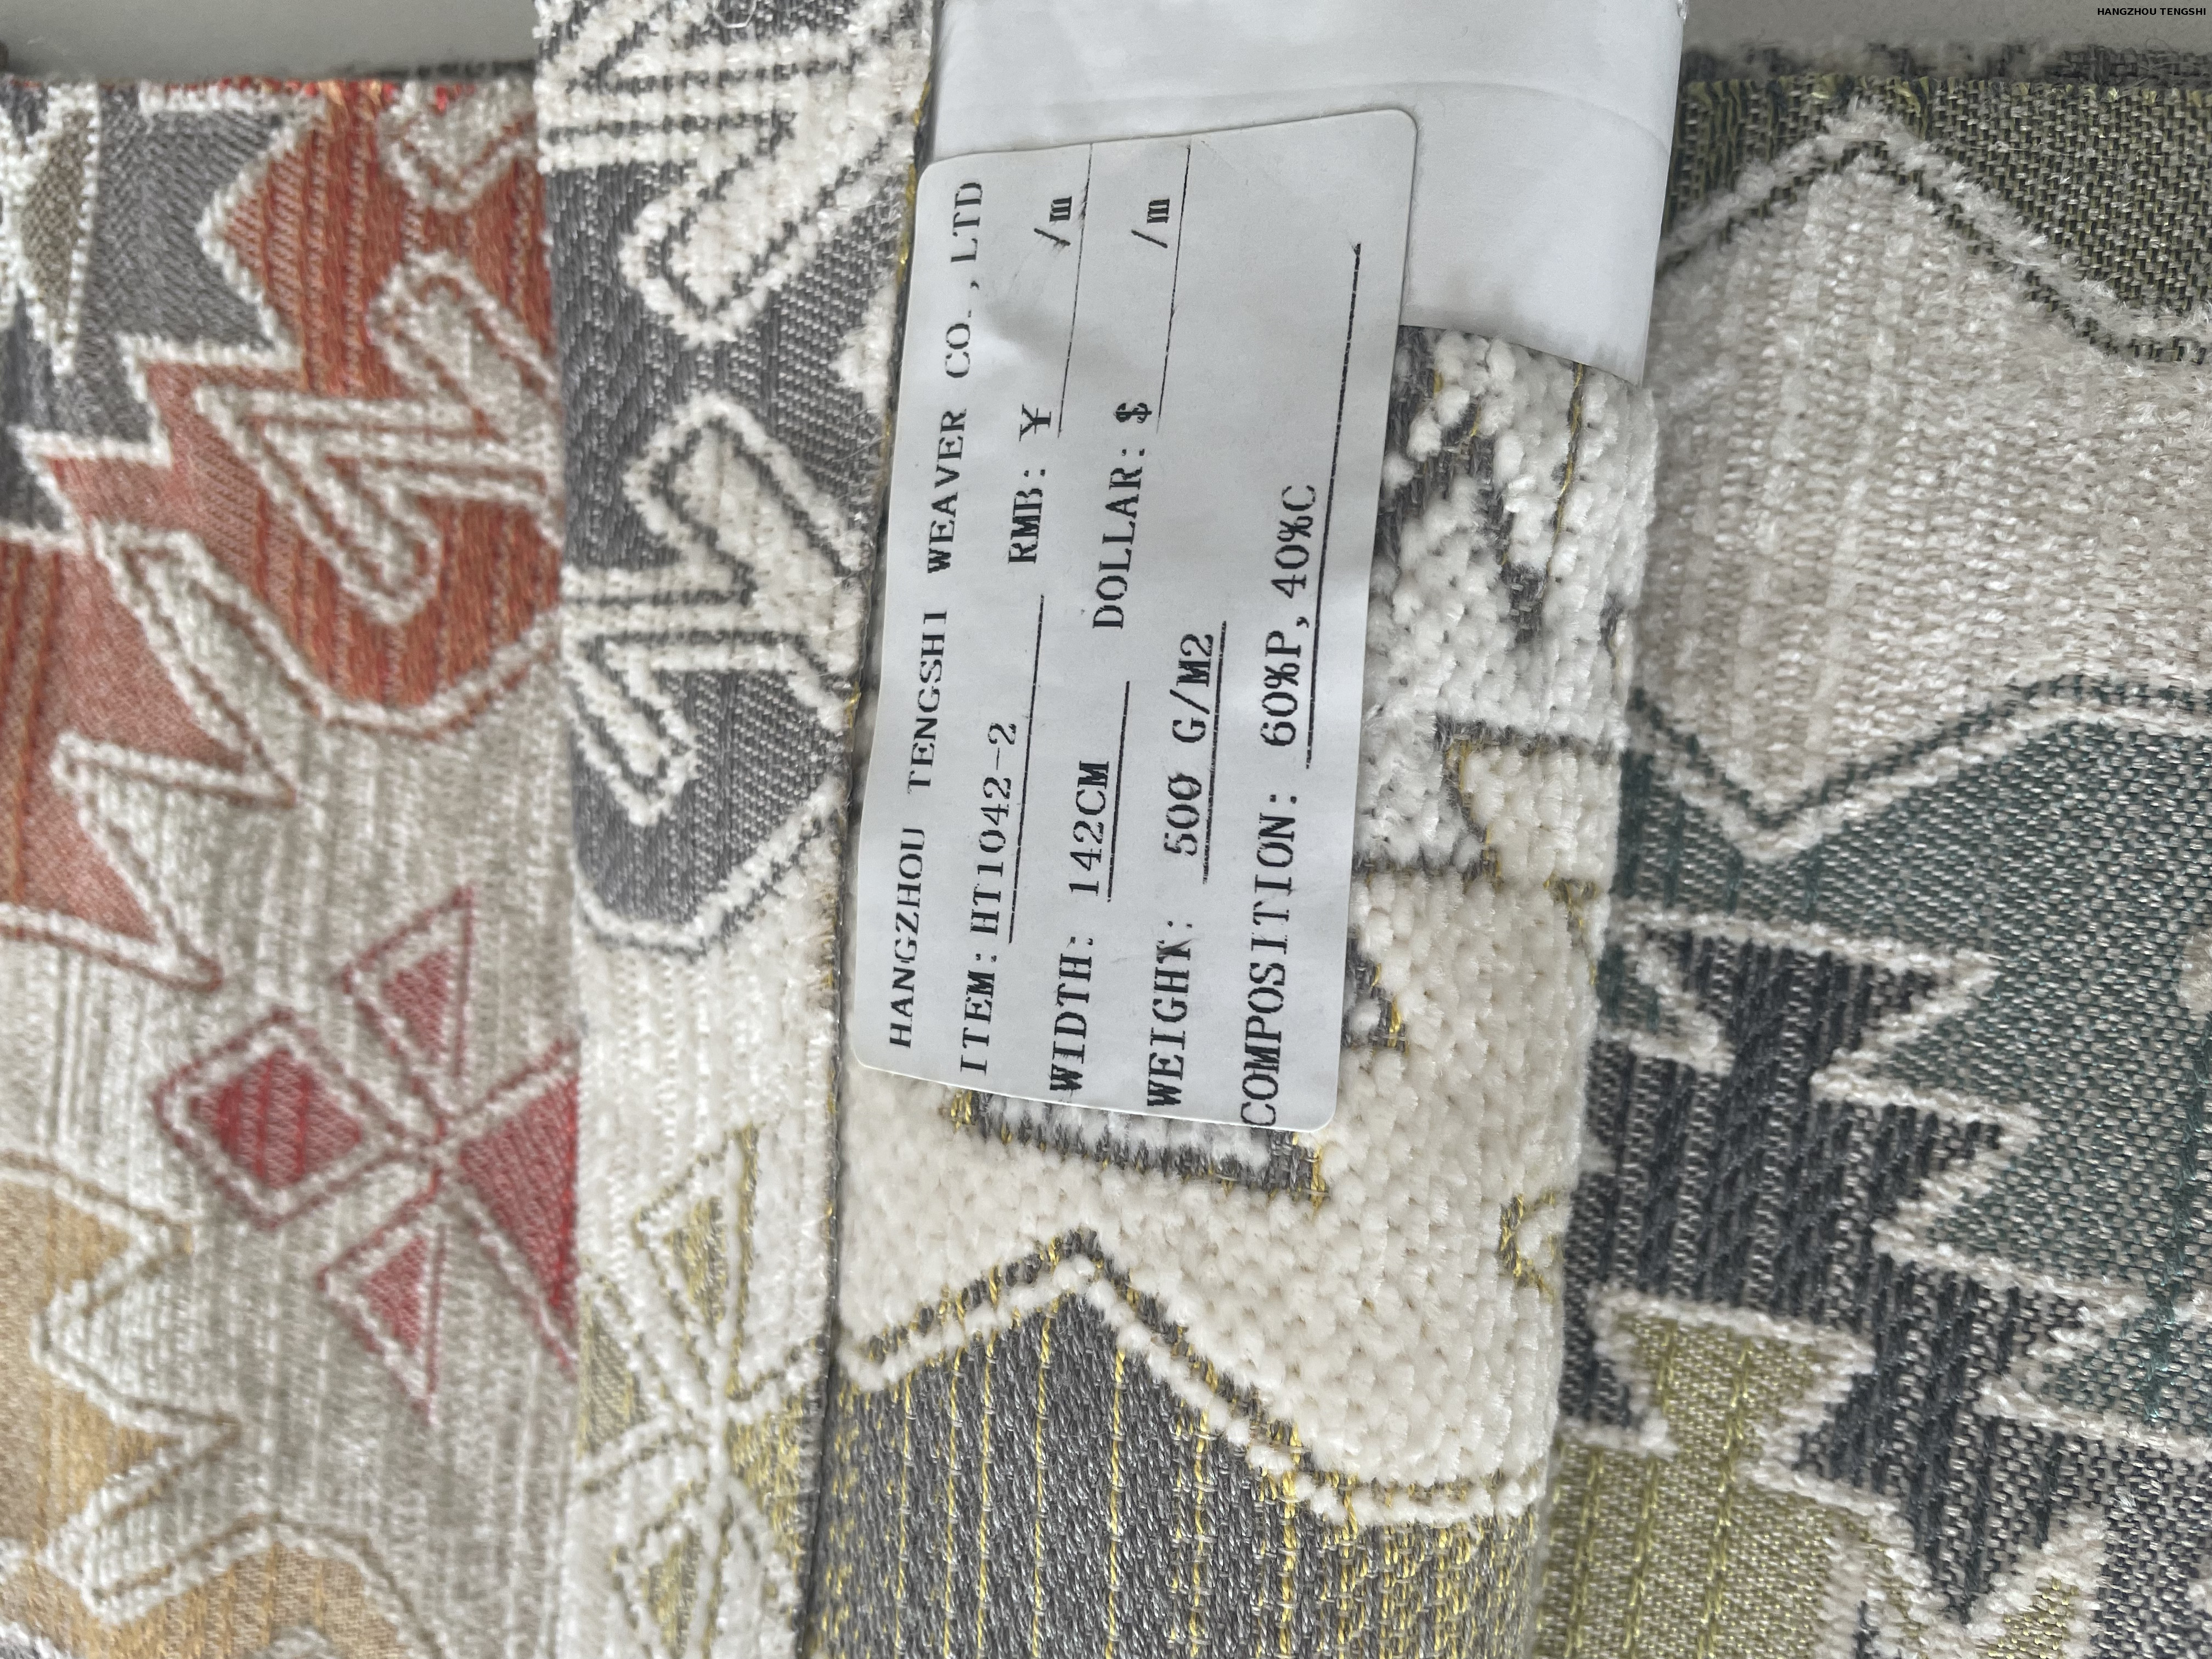 HANGZHOU TENGSHI
HANGZHOU TENGSHI WEAVER CO., LTD
ITEM: HT1042-2 RMB: ¥ /m
WIDTH: 142CM DOLLAR: $ /m
WEIGHT: 500 G/M2
COMPOSITION: 60%P, 40%C